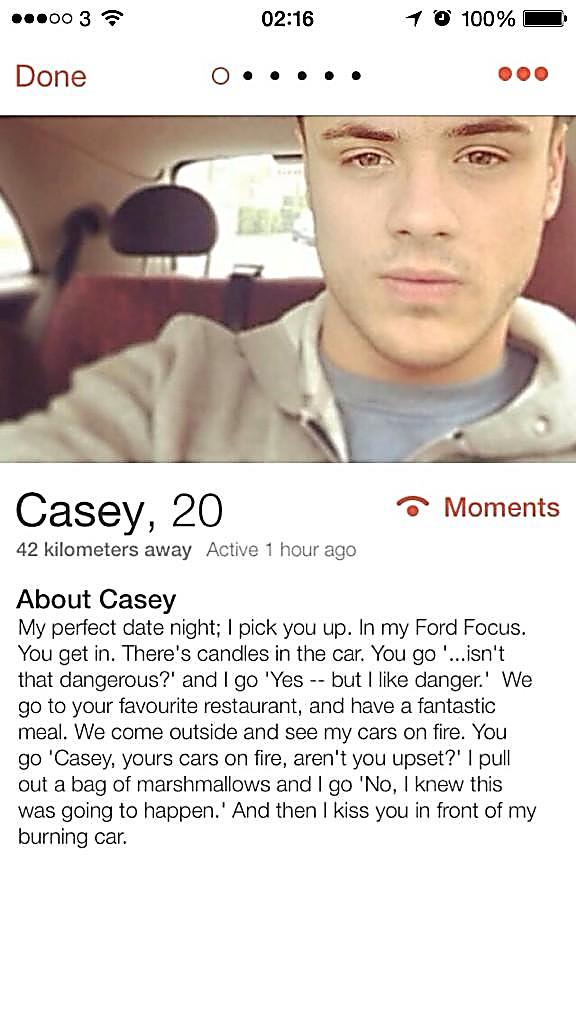 3 02:16 100%
Done
Casey, 20 Moments
42 kilometers away Active 1 hour ago
About Casey
My perfect date night; I pick you up. In my Ford Focus.
You get in. There's candles in the car. You go '...isn't
that dangerous?' and I go 'Yes -- but I like danger.' We
go to your favourite restaurant, and have a fantastic
meal. We come outside and see my cars on fire. You
go 'Casey, yours cars on fire, aren't you upset?' I pull
out a bag of marshmallows and I go 'No, I knew this
was going to happen.' And then I kiss you in front of my
burning car.